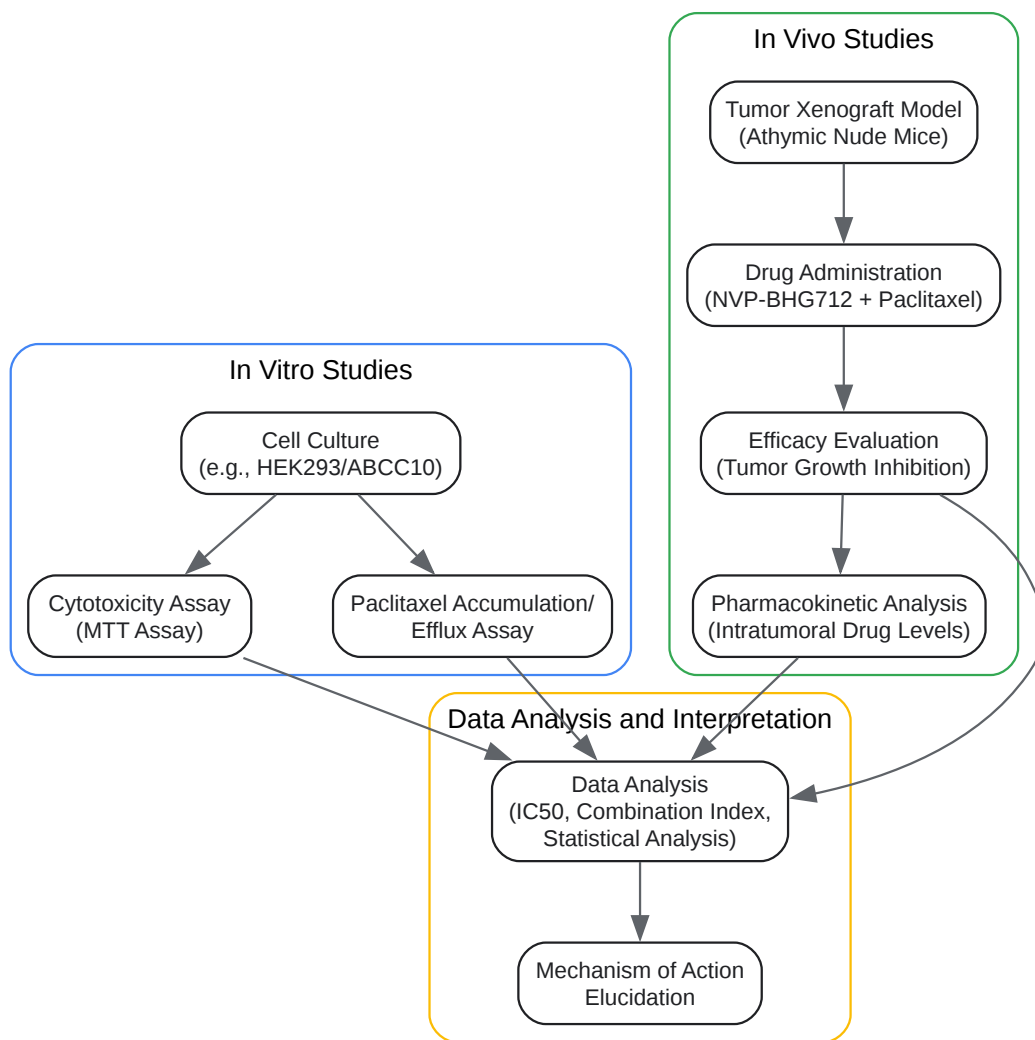 In Vivo Studies
Tumor Xenograft Model
(Athymic Nude Mice)
Drug Administration
(NVP-BHG712 + Paclitaxel)
Efficacy Evaluation
(Tumor Growth Inhibition)
Pharmacokinetic Analysis
(Intratumoral Drug Levels)
In Vitro Studies
Cell Culture
(e.g., HEK293/ABCC10)
Cytotoxicity Assay
(MTT Assay)
Paclitaxel Accumulation/
Efflux Assay
Data Analysis and Interpretation
Data Analysis
(IC50, Combination Index,
Statistical Analysis)
Mechanism of Action
Elucidation